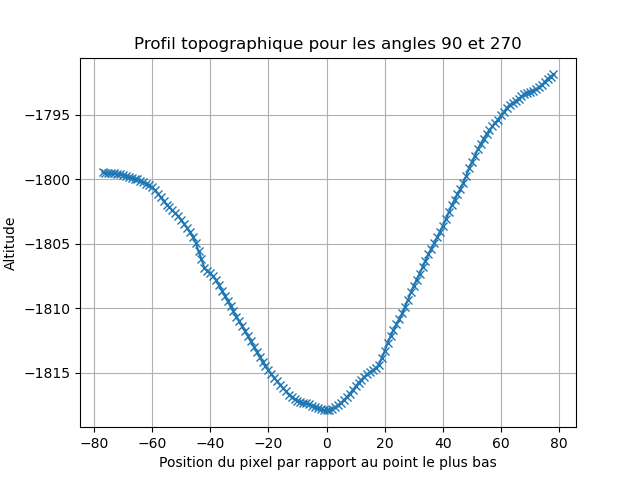 Profil topographique pour les angles 90 et 270
−1795
−1800
−1805
−1810
−1815
Altitude
−80 −60 −40 −20 0 20 40 60 80
Position du pixel par rapport au point le plus bas